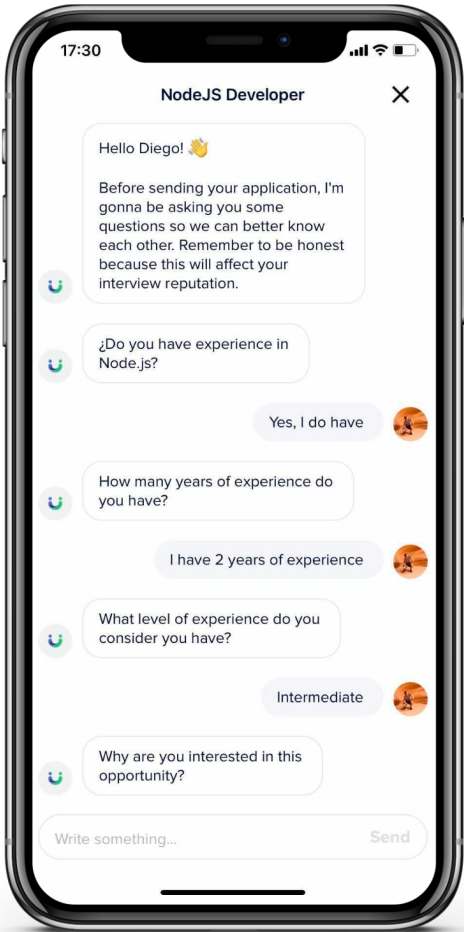 17:30
NodeJS Developer
Hello Diego! 👋
Before sending your application, I'm
gonna be asking you some
questions so we can better know
each other. Remember to be honest
because this will affect your
interview reputation.
¿Do you have experience in
Node.js?
Yes, I do have
How many years of experience do
you have?
I have 2 years of experience
What level of experience do you
consider you have?
Intermediate
Why are you interested in this
opportunity?
Write something...
Send